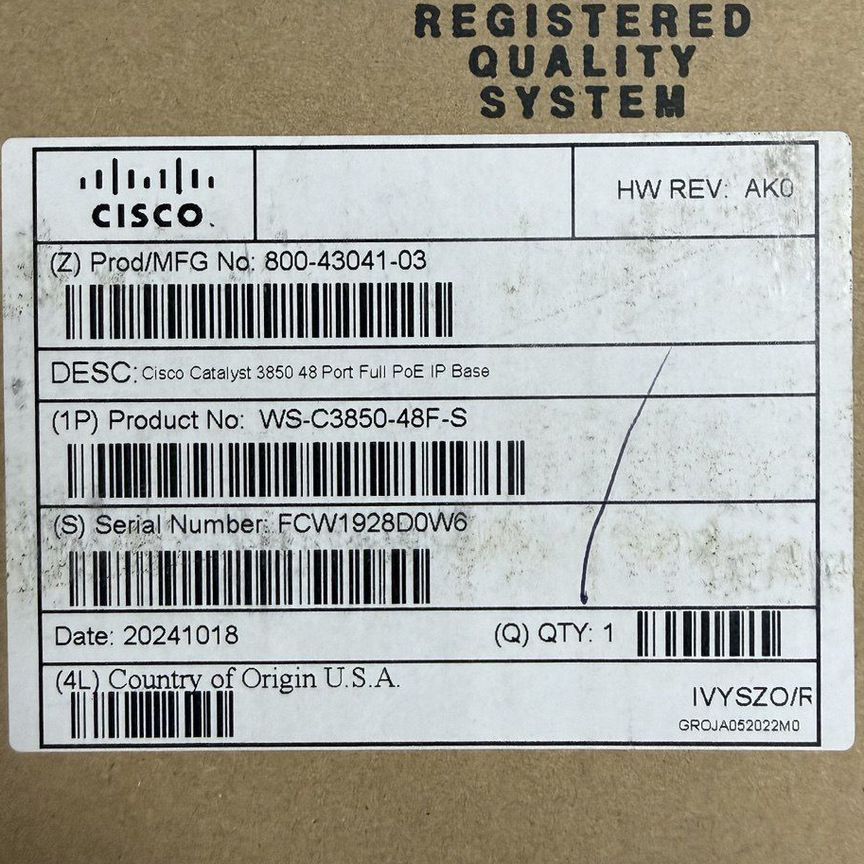 REGISTERED
QUALITY
SYSTEM
CISCO
HW REV: AK0
(Z) Prod/MFG No: 800-43041-03
DESC: Cisco Catalyst 3850 48 Port Full PoE IP Base
(1P) Product No: WS-C3850-48F-S
(S) Serial Number: FCW1928D0W6
Date: 20241018
(Q) QTY: 1
(4L) Country of Origin U.S.A.
IVYSZO/R
GROJA052022M0